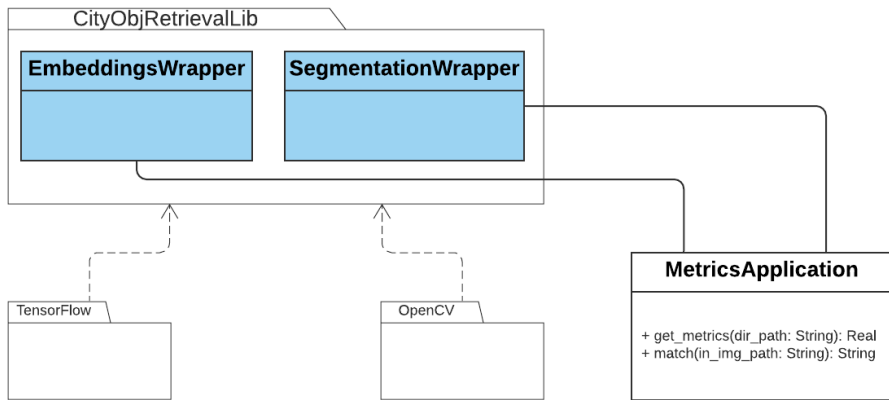 CityObjRetrievalLib
EmbeddingsWrapper
SegmentationWrapper
MetricsApplication
+ get_metrics(dir_path: String): Real
+ match(in_img_path: String): String
TensorFlow
OpenCV